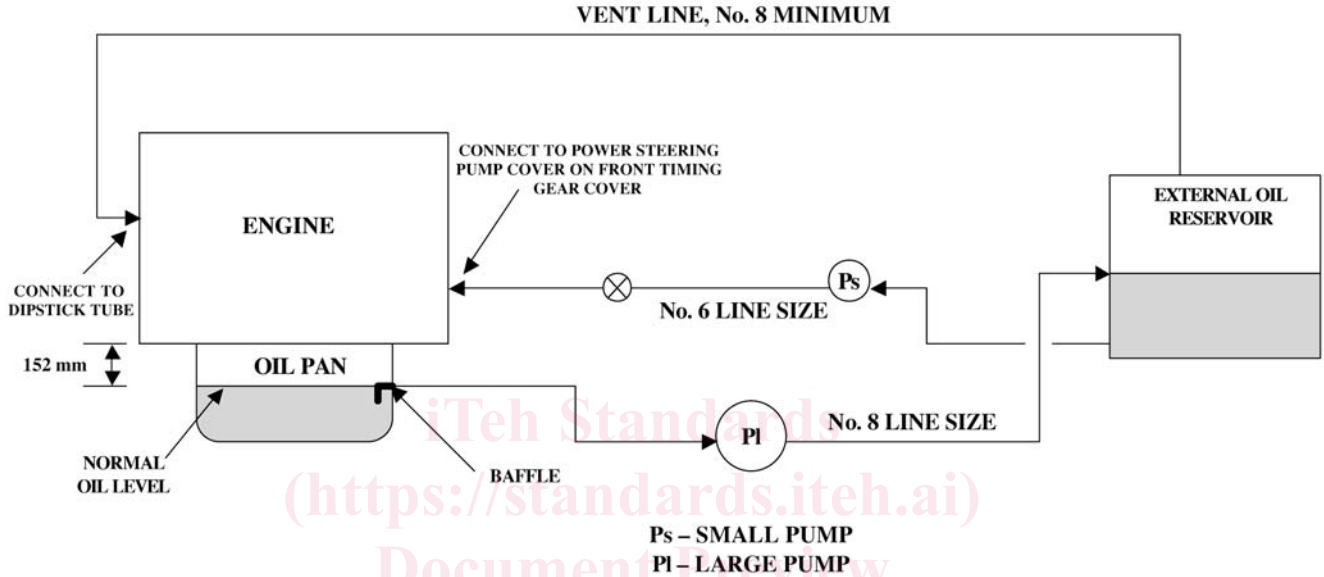 VENT LINE, No. 8 MINIMUM
CONNECT TO POWER STEERING
PUMP COVER ON FRONT TIMING
GEAR COVER
ENGINE
EXTERNAL OIL
RESERVOIR
CONNECT TO
DIPSTICK TUBE
Ps
No. 6 LINE SIZE
152 mm
OIL PAN
iTeh Standards
Pl
No. 8 LINE SIZE
NORMAL
OIL LEVEL
BAFFLE
(https://standards.iteh.ai)
Ps – SMALL PUMP
Pl – LARGE PUMP
Document Preview